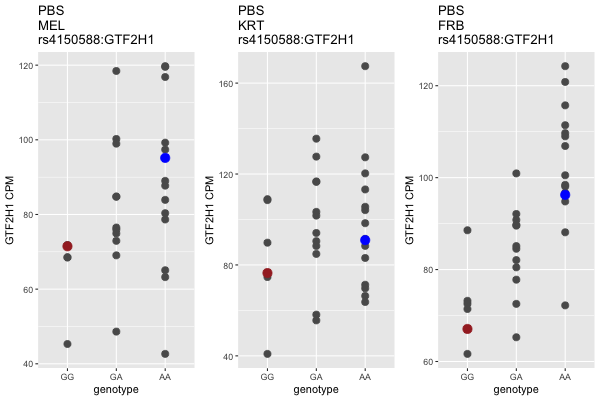 PBS
MEL
rs4150588:GTF2H1
120
100
80
60
40
GTF2H1 CPM
GG GA AA
genotype
PBS
KRT
rs4150588:GTF2H1
160
120
80
40
GTF2H1 CPM
GG GA AA
genotype
PBS
FRB
rs4150588:GTF2H1
120
100
80
60
GTF2H1 CPM
GG GA AA
genotype